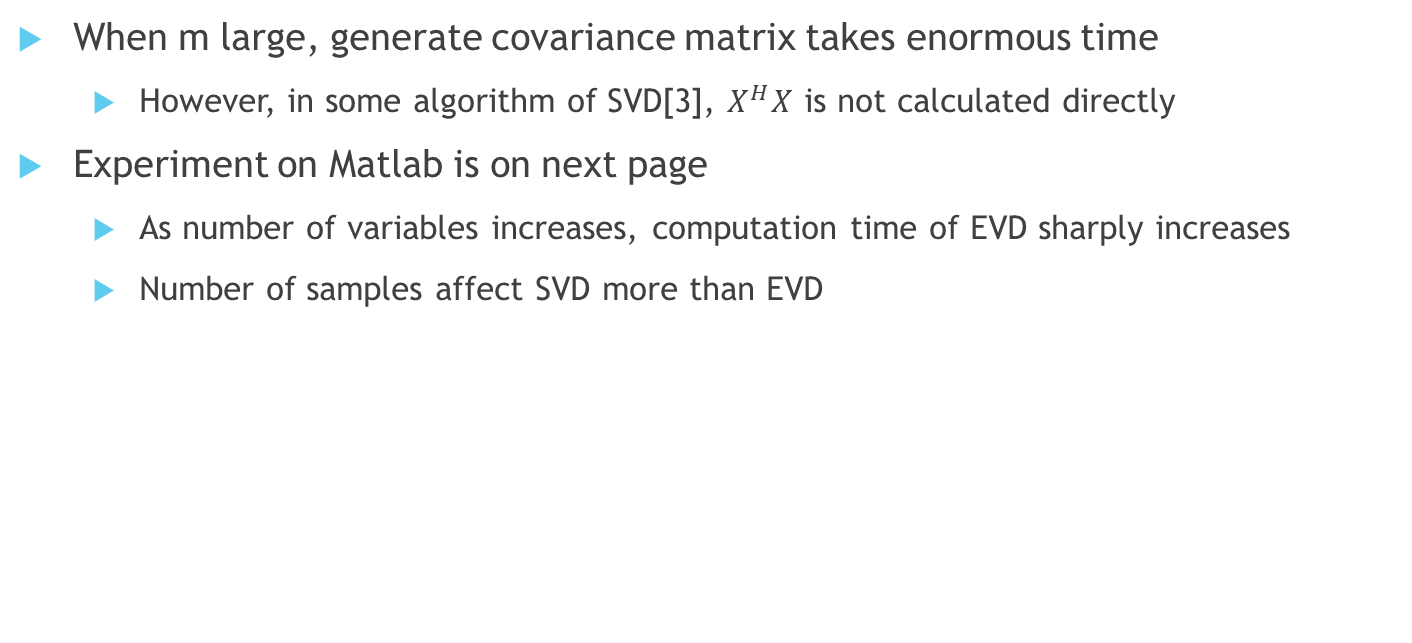 When m large, generate covariance matrix takes enormous time
However, in some algorithm of SVD[3], 𝑋ᴴ𝑋 is not calculated directly
Experiment on Matlab is on next page
As number of variables increases, computation time of EVD sharply increases
Number of samples affect SVD more than EVD